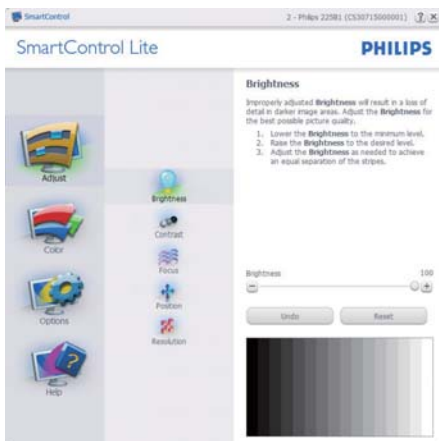 SmartControl
2 - Philips 225B1 (CS30715000001)
SmartControl Lite
PHILIPS
Adjust
Color
Options
Help
Brightness
Contrast
Focus
Position
Resolution
Brightness
Improperly adjusted Brightness will result in a loss of
detail in darker image areas. Adjust the Brightness for
the best possible picture quality.
1. Lower the Brightness to the minimum level.
2. Raise the Brightness to the desired level.
3. Adjust the Brightness as needed to achieve
an equal separation of the stripes.
Brightness
100
Undo
Reset